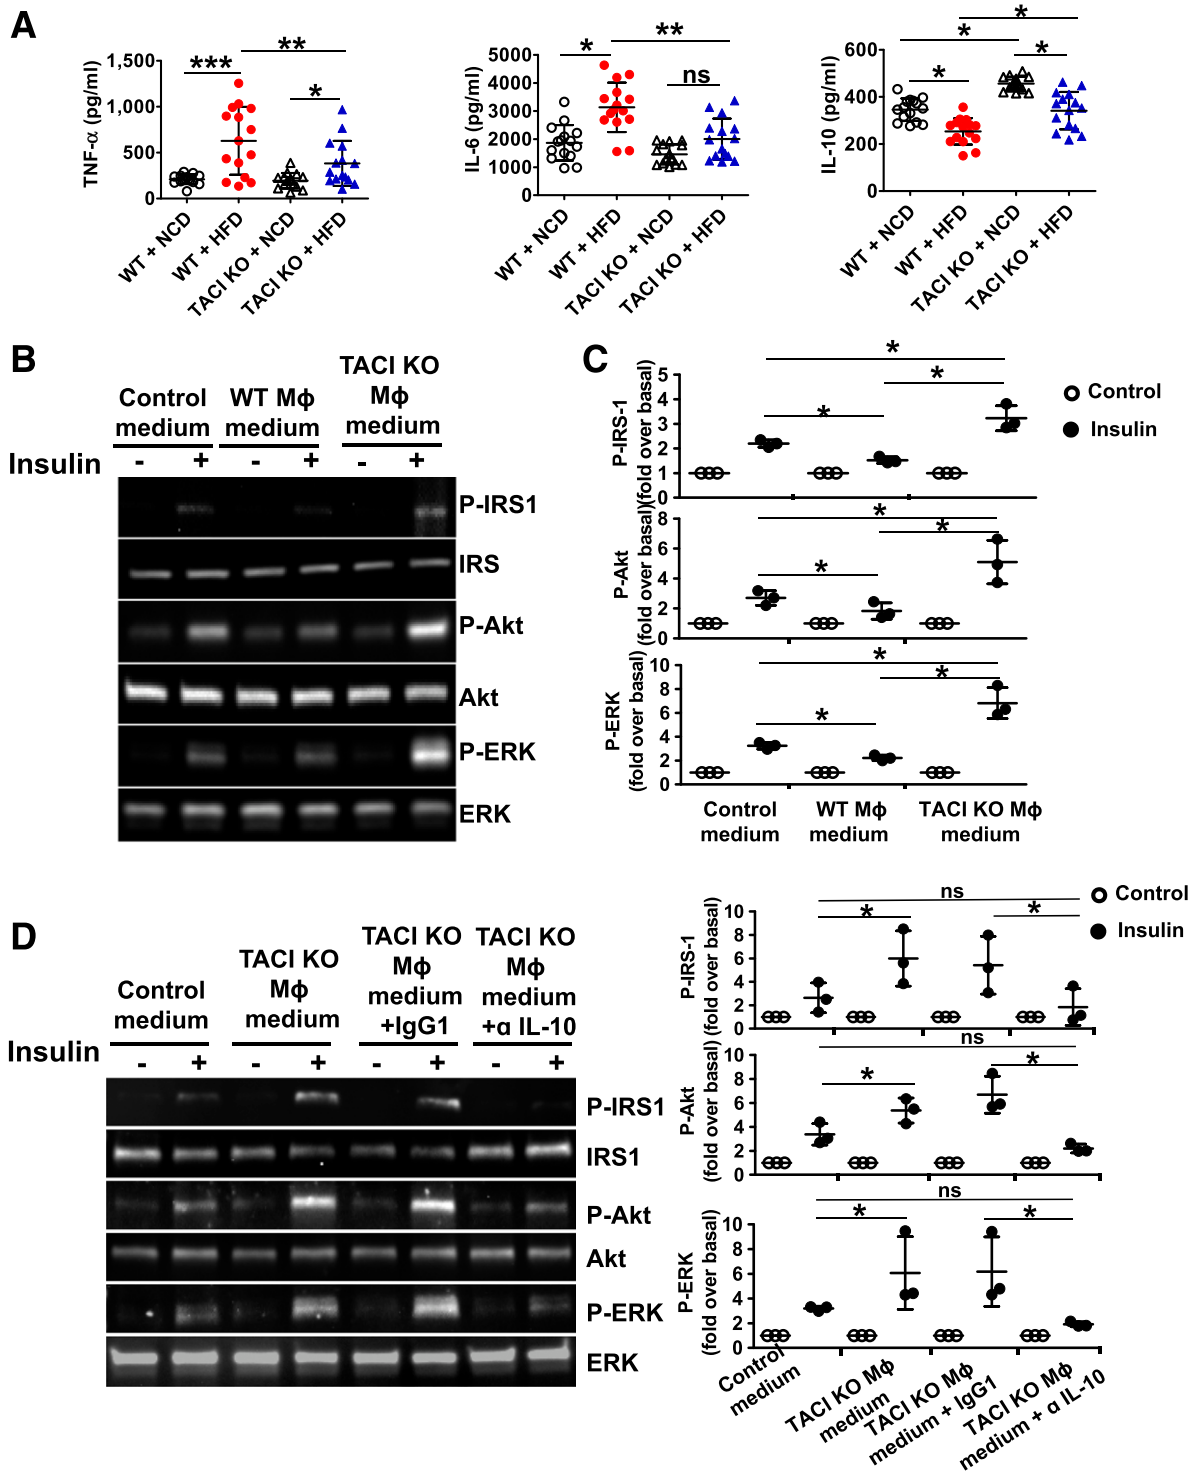 A
TNF-α (pg/ml)
1,500
1,000
500
0
***
**
*
WT + NCD
WT + HFD
TACI KO + NCD
TACI KO + HFD
IL-6 (pg/ml)
5000
4000
3000
2000
1000
0
*
**
ns
WT + NCD
WT + HFD
TACI KO + NCD
TACI KO + HFD
IL-10 (pg/ml)
600
400
200
0
*
*
*
*
WT + NCD
WT + HFD
TACI KO + NCD
TACI KO + HFD
B
Control
medium
WT Mϕ
medium
TACI KO
Mϕ
medium
Insulin
- + - + - +
P-IRS1
IRS
P-Akt
Akt
P-ERK
ERK
C
Control
Insulin
P-IRS-1
(fold over basal)
5
4
3
2
1
0
*
*
*
P-Akt
(fold over basal)
8
6
4
2
0
*
*
*
P-ERK
(fold over basal)
10
8
6
4
2
0
*
*
*
Control
medium
WT Mϕ
medium
TACI KO Mϕ
medium
D
Control
medium
TACI KO
Mϕ
medium
TACI KO
Mϕ
medium
+IgG1
TACI KO
Mϕ
medium
+α IL-10
Insulin
- + - + - + - +
P-IRS1
IRS1
P-Akt
Akt
P-ERK
ERK
Control
Insulin
P-IRS-1
(fold over basal)
10
8
6
4
2
0
ns
*
*
P-Akt
(fold over basal)
10
8
6
4
2
0
ns
*
*
P-ERK
(fold over basal)
10
8
6
4
2
0
ns
*
*
Control
medium
TACI KO Mϕ
medium
TACI KO Mϕ
medium + IgG1
TACI KO Mϕ
medium + α IL-10